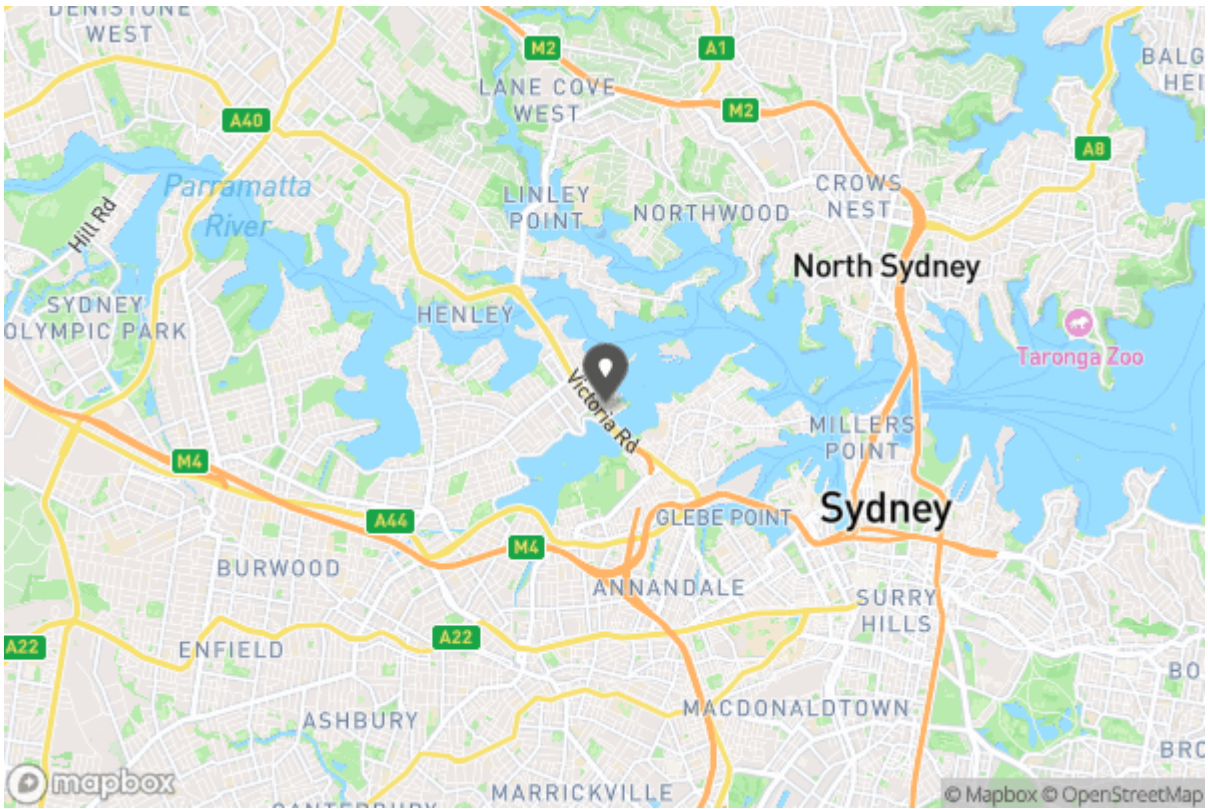 DENISTONE
WEST
M2
A1
BALG
HEI
LANE COVE
WEST
M2
A40
A8
Parramatta
River
Hill Rd
LINLEY
POINT
NORTHWOOD
CROWS
NEST
North Sydney
SYDNEY
OLYMPIC PARK
HENLEY
Taronga Zoo
Victoria Rd
MILLERS
POINT
M4
Sydney
A44
GLEBE POINT
M4
BURWOOD
ANNANDALE
SURRY
HILLS
A22
ENFIELD
A22
BO
ASHBURY
MACDONALDTOWN
BRO
mapbox
CANTERBURY
MARRICKVILLE
© Mapbox © OpenStreetMap